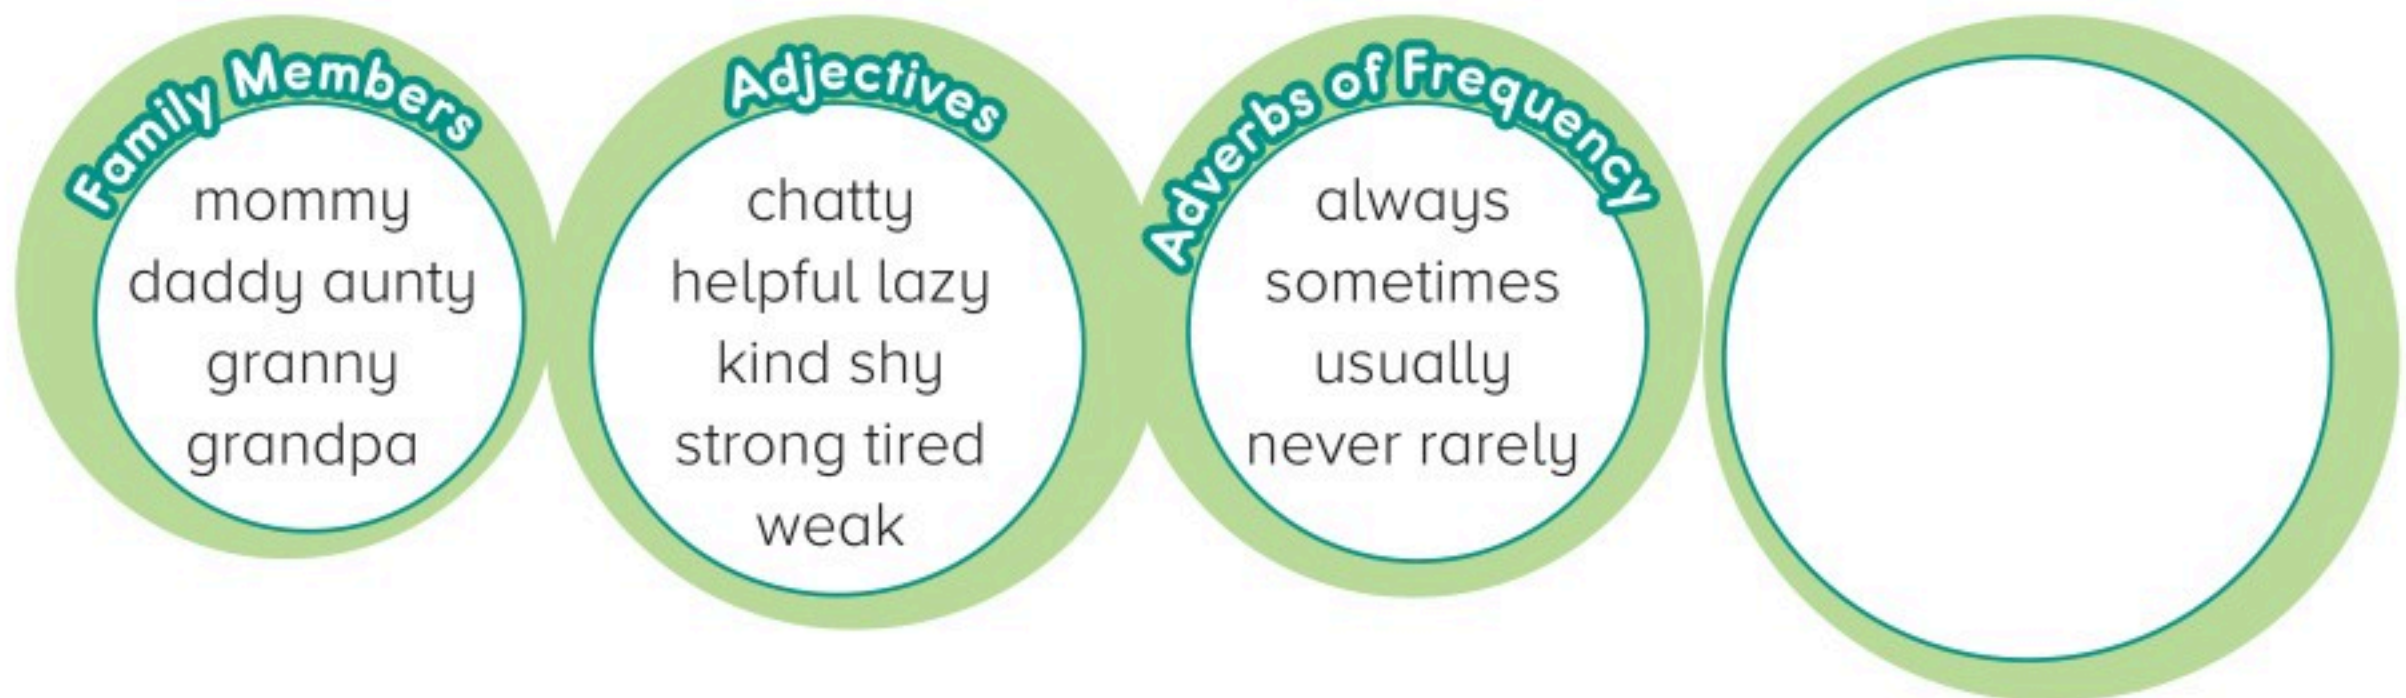 Family Members
mommy
daddy aunty
granny
grandpa
Adjectives
chatty
helpful lazy
kind shy
strong tired
weak
Adverbs of Frequency
always
sometimes
usually
never rarely